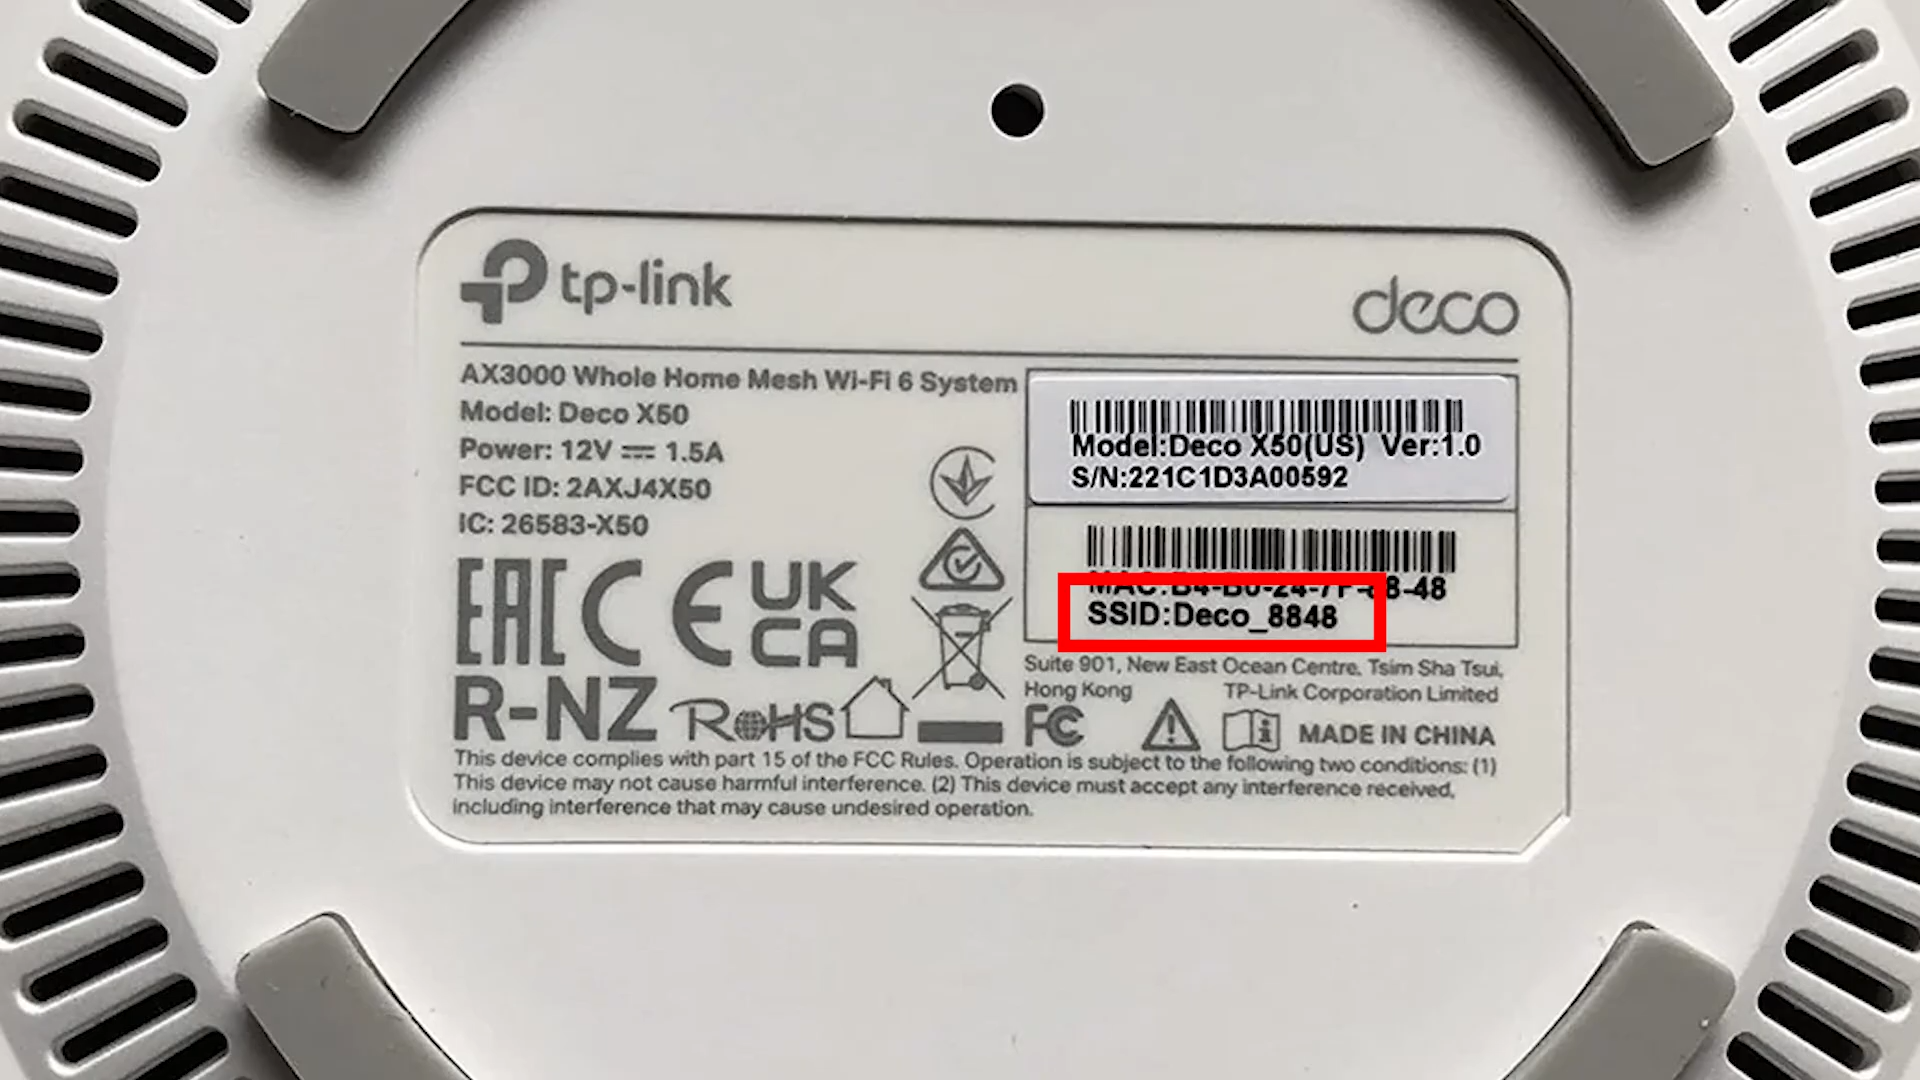 tp-link
deco
AX3000 Whole Home Mesh Wi-Fi 6 System
Model: Deco X50
Power: 12V ⎓ 1.5A
FCC ID: 2AXJ4X50
IC: 26583-X50
Model:Deco X50(US) Ver:1.0
S/N:221C1D3A00592
MAC:B4-B0-24-7F-88-48
SSID:Deco_8848
EAC CE UK
CA
R-NZ RoHS FC
Suite 901, New East Ocean Centre, Tsim Sha Tsui,
Hong Kong TP-Link Corporation Limited
MADE IN CHINA
This device complies with part 15 of the FCC Rules. Operation is subject to the following two conditions: (1)
This device may not cause harmful interference. (2) This device must accept any interference received,
including interference that may cause undesired operation.